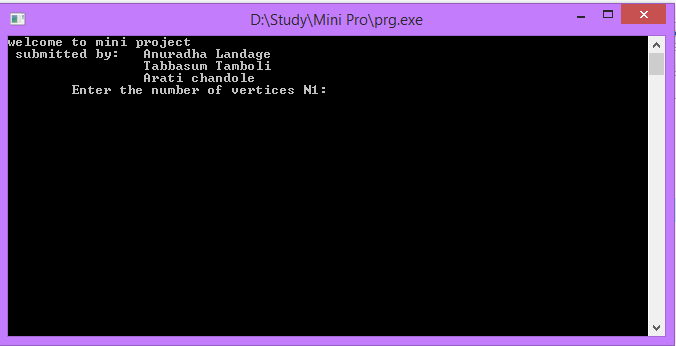 D:\Study\Mini Pro\prg.exe
welcome to mini project
submitted by: Anuradha Landage
Tabbasum Tamboli
Arati chandole
Enter the number of vertices N1: